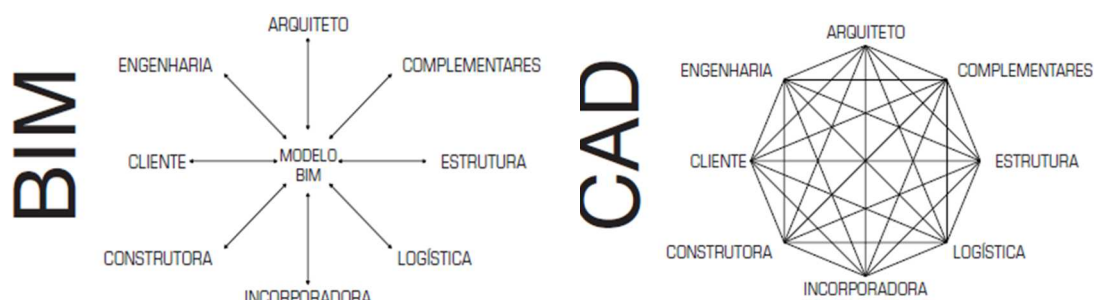 BIM
ARQUITETO
ENGENHARIA
COMPLEMENTARES
CLIENTE
MODELO
BIM
ESTRUTURA
CONSTRUTORA
LOGÍSTICA
INCORPORADORA
CAD
ARQUITETO
ENGENHARIA
COMPLEMENTARES
CLIENTE
ESTRUTURA
CONSTRUTORA
LOGÍSTICA
INCORPORADORA